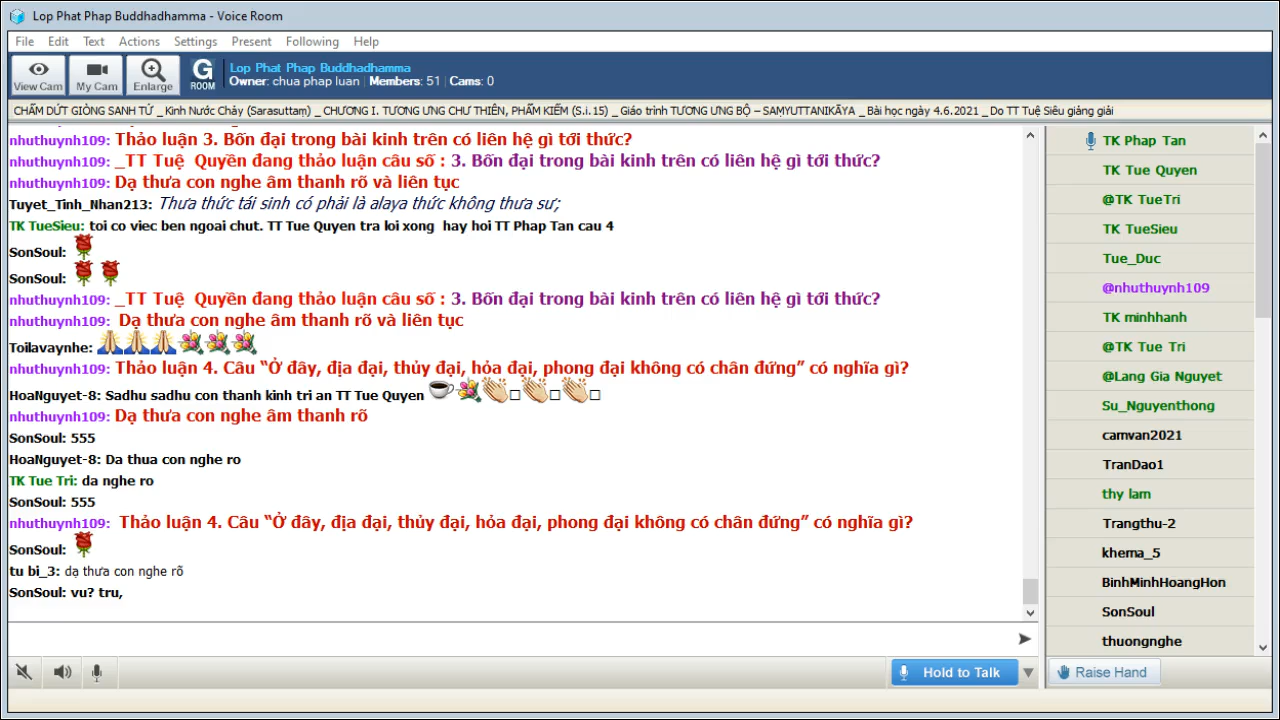 Lop Phat Phap Buddhadhamma - Voice Room
File Edit Text Actions Settings Present Following Help
View Cam My Cam Enlarge G ROOM
Lop Phat Phap Buddhadhamma
Owner: chua phap luan Members: 51 Cams: 0
CHẤM DỨT GIÒNG SANH TỬ _Kinh Nước Chảy (Sarasuttaṃ) _CHƯƠNG I. TƯƠNG ƯNG CHƯ THIÊN, PHẨM KIẾM (S.i.15) _Giáo trình TƯƠNG ƯNG BỘ – SAṂYUTTANIKĀYA _Bài học ngày 4.6.2021 _Do TT Tuệ Siêu giảng giải
nhuthuynh109: Thảo luận 3. Bốn đại trong bài kinh trên có liên hệ gì tới thức?
nhuthuynh109: _TT Tuệ Quyền đang thảo luận câu số : 3. Bốn đại trong bài kinh trên có liên hệ gì tới thức?
nhuthuynh109: Dạ thưa con nghe âm thanh rõ và liên tục
Tuyet_Tinh_Nhan213: Thưa thức tái sinh có phải là alaya thức không thưa sư;
TK TueSieu: toi co viec ben ngoai chut. TT Tue Quyen tra loi xong hay hoi TT Phap Tan cau 4
SonSoul:
SonSoul:
nhuthuynh109: _TT Tuệ Quyền đang thảo luận câu số : 3. Bốn đại trong bài kinh trên có liên hệ gì tới thức?
nhuthuynh109: Dạ thưa con nghe âm thanh rõ và liên tục
Toilavaynhe:
nhuthuynh109: Thảo luận 4. Câu “Ở đây, địa đại, thủy đại, hỏa đại, phong đại không có chân đứng” có nghĩa gì?
HoaNguyet-8: Sadhu sadhu con thanh kinh tri an TT Tue Quyen
nhuthuynh109: Dạ thưa con nghe âm thanh rõ
SonSoul: 555
HoaNguyet-8: Da thua con nghe ro
TK Tue Tri: da nghe ro
SonSoul: 555
nhuthuynh109: Thảo luận 4. Câu “Ở đây, địa đại, thủy đại, hỏa đại, phong đại không có chân đứng” có nghĩa gì?
SonSoul:
tu bi_3: dạ thưa con nghe rõ
SonSoul: vu? tru,
TK Phap Tan
TK Tue Quyen
@TK TueTri
TK TueSieu
Tue_Duc
@nhuthuynh109
TK minhhanh
@TK Tue Tri
@Lang Gia Nguyet
Su_Nguyenthong
camvan2021
TranDao1
thy lam
Trangthu-2
khema_5
BinhMinhHoangHon
SonSoul
thuongnghe
Hold to Talk
Raise Hand